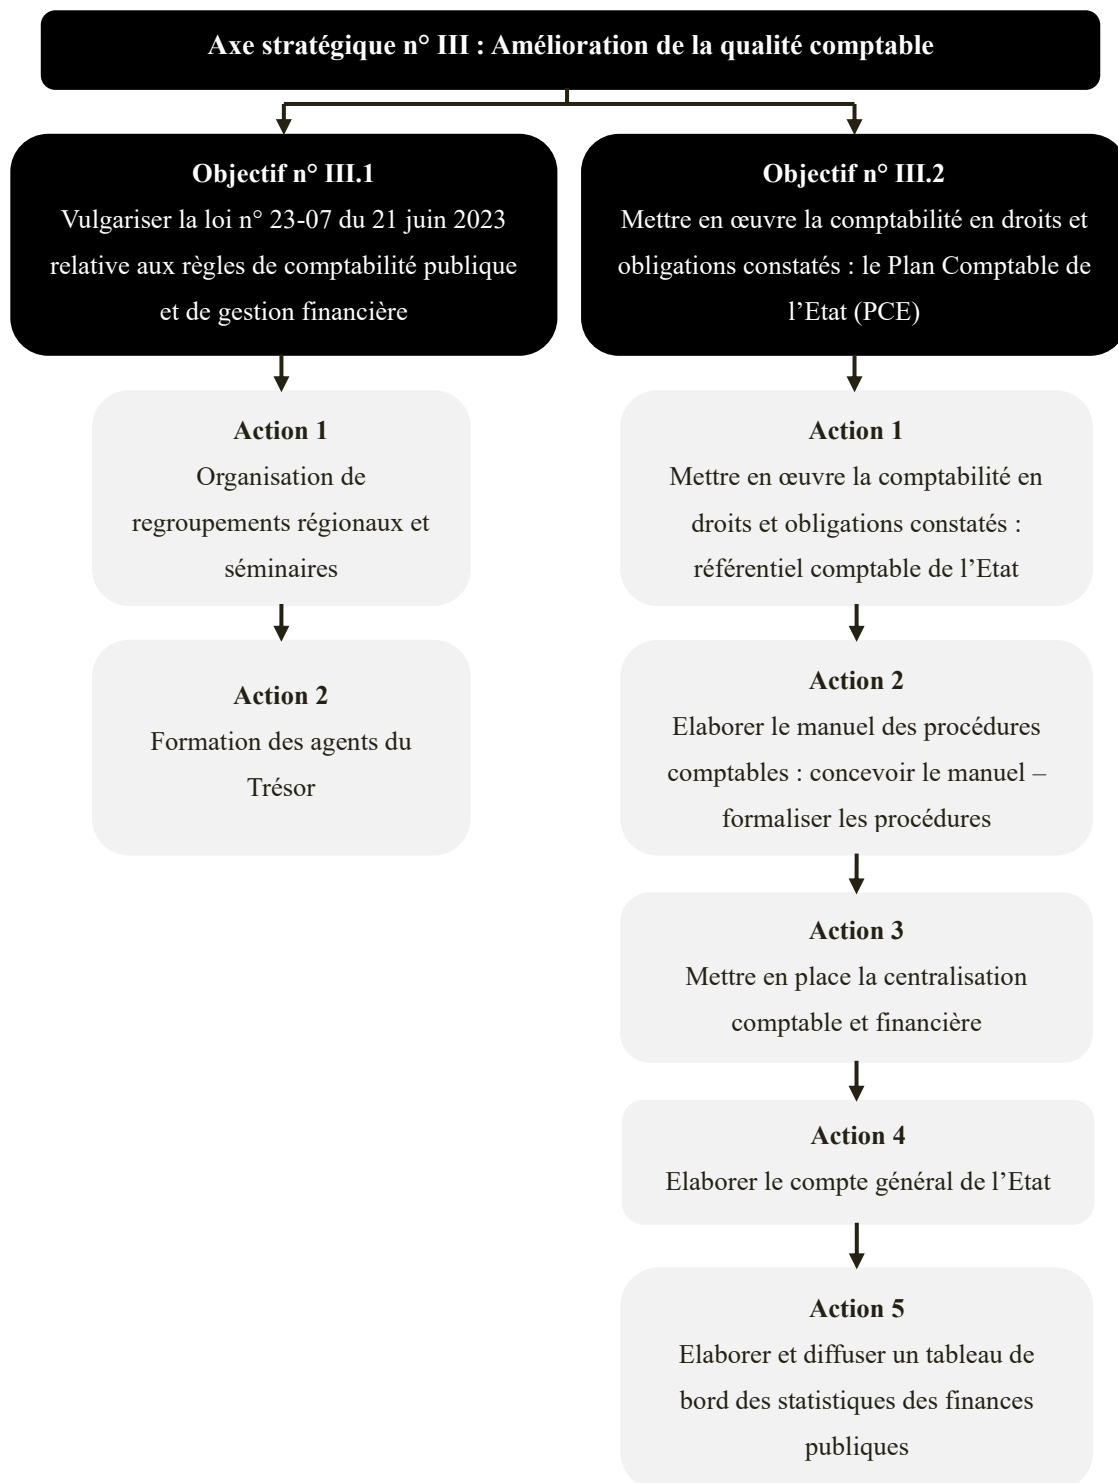 Axe stratégique n° III : Amélioration de la qualité comptable
Objectif n° III.1
Vulgariser la loi n° 23-07 du 21 juin 2023
relative aux règles de comptabilité publique
et de gestion financière
Action 1
Organisation de
regroupements régionaux et
séminaires
Action 2
Formation des agents du
Trésor
Objectif n° III.2
Mettre en œuvre la comptabilité en droits et
obligations constatés : le Plan Comptable de
l’Etat (PCE)
Action 1
Mettre en œuvre la comptabilité en
droits et obligations constatés :
référentiel comptable de l’Etat
Action 2
Elaborer le manuel des procédures
comptables : concevoir le manuel –
formaliser les procédures
Action 3
Mettre en place la centralisation
comptable et financière
Action 4
Elaborer le compte général de l’Etat
Action 5
Elaborer et diffuser un tableau de
bord des statistiques des finances
publiques